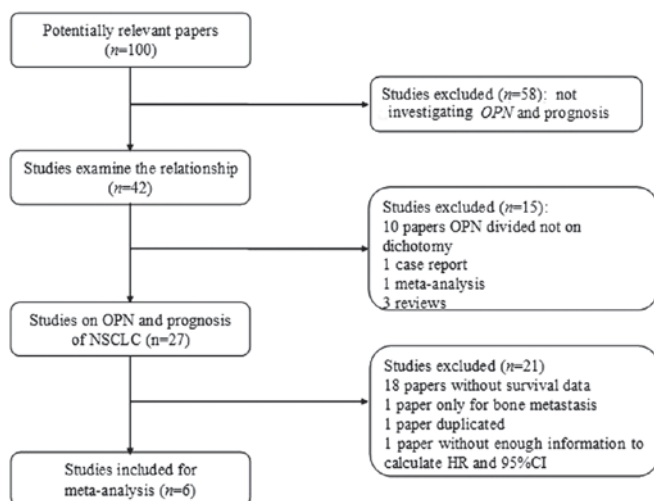 Potentially relevant papers
(n=100)
Studies excluded (n=58): not
investigating OPN and prognosis
Studies examine the relationship
(n=42)
Studies excluded (n=15):
10 papers OPN divided not on
dichotomy
1 case report
1 meta-analysis
3 reviews
Studies on OPN and prognosis
of NSCLC (n=27)
Studies excluded (n=21)
18 papers without survival data
1 paper only for bone metastasis
1 paper duplicated
1 paper without enough information to
calculate HR and 95%CI
Studies included for
meta-analysis (n=6)